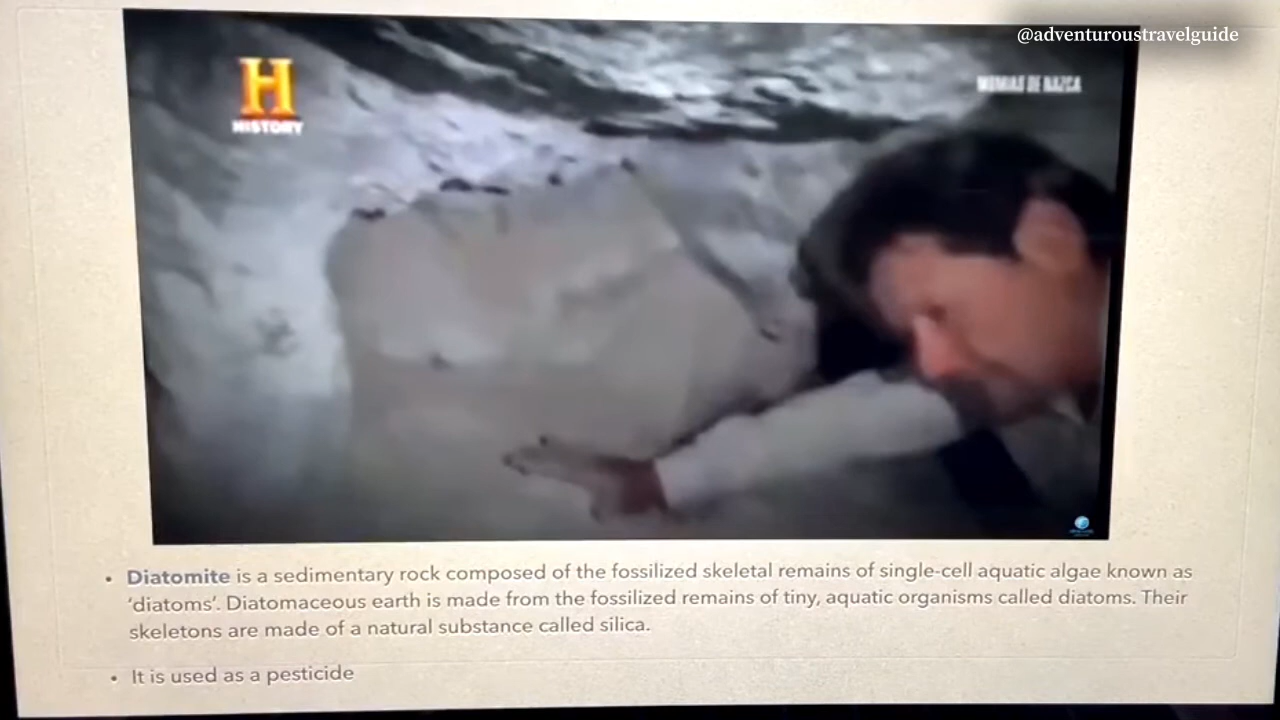 @adventuroustravelguide
H
HISTORY
MOMIAS DE NAZCA
• Diatomite is a sedimentary rock composed of the fossilized skeletal remains of single-cell aquatic algae known as
'diatoms'. Diatomaceous earth is made from the fossilized remains of tiny, aquatic organisms called diatoms. Their
skeletons are made of a natural substance called silica.
• It is used as a pesticide